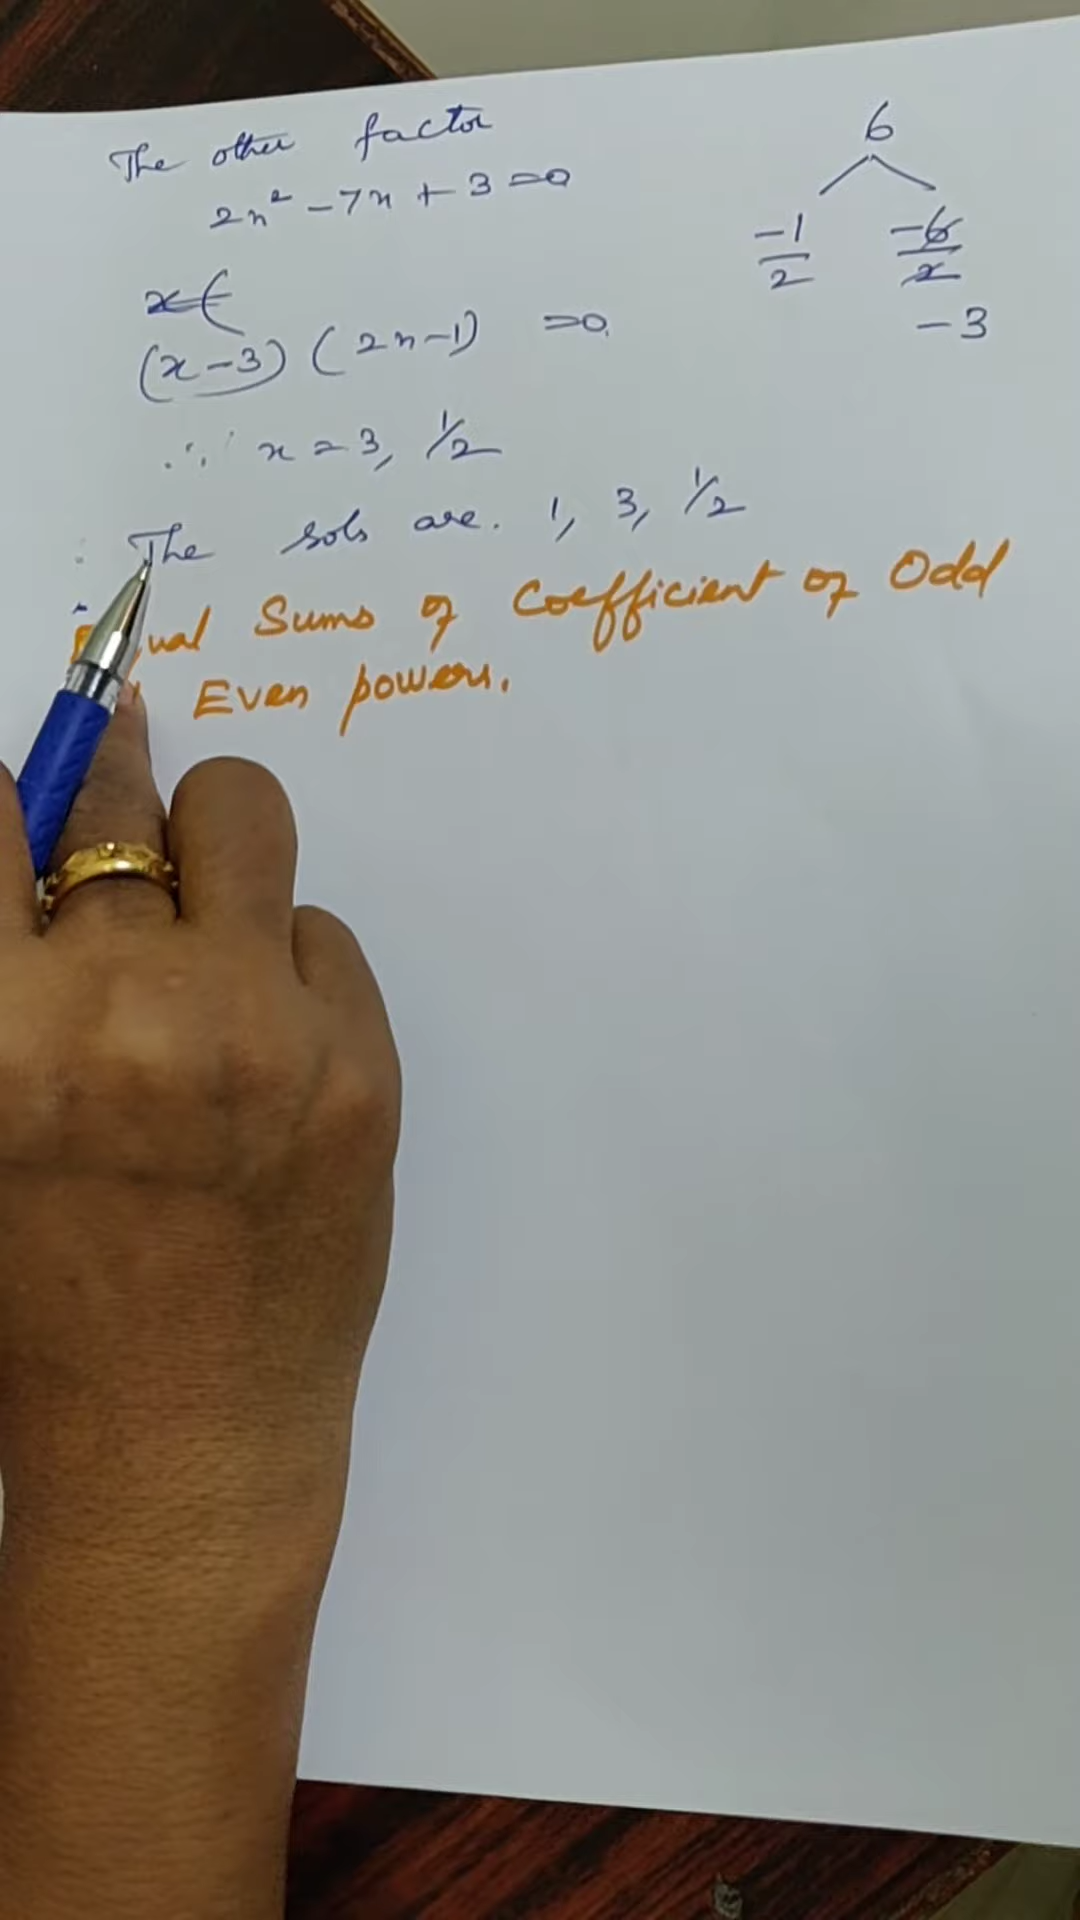 The other factor
2x² - 7x + 3 = 0
6
-1/2 -6/2
-3
x(
(x-3) (2x-1) = 0.
∴ x = 3, 1/2
∴ The sols are. 1, 3, 1/2
Sums of Coefficient of Odd
Even powers.